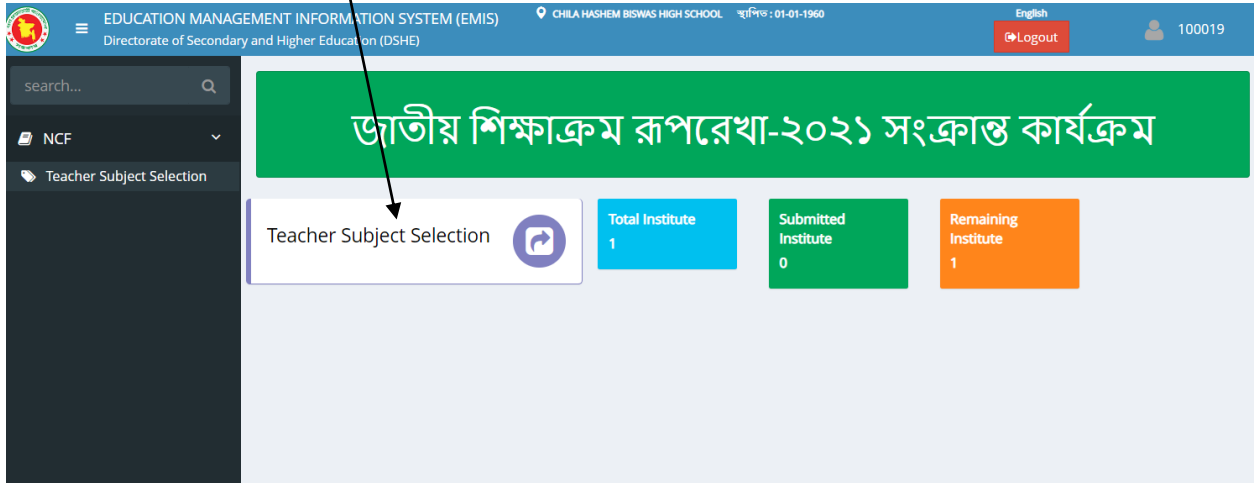 EDUCATION MANAGEMENT INFORMATION SYSTEM (EMIS)
Directorate of Secondary and Higher Education (DSHE)
CHILA HASHEM BISWAS HIGH SCHOOL স্থাপিত : 01-01-1960
English
Logout
100019
search...
NCF
Teacher Subject Selection
জাতীয় শিক্ষাক্রম রূপরেখা-২০২১ সংক্রান্ত কার্যক্রম
Teacher Subject Selection
Total Institute
1
Submitted
Institute
0
Remaining
Institute
1